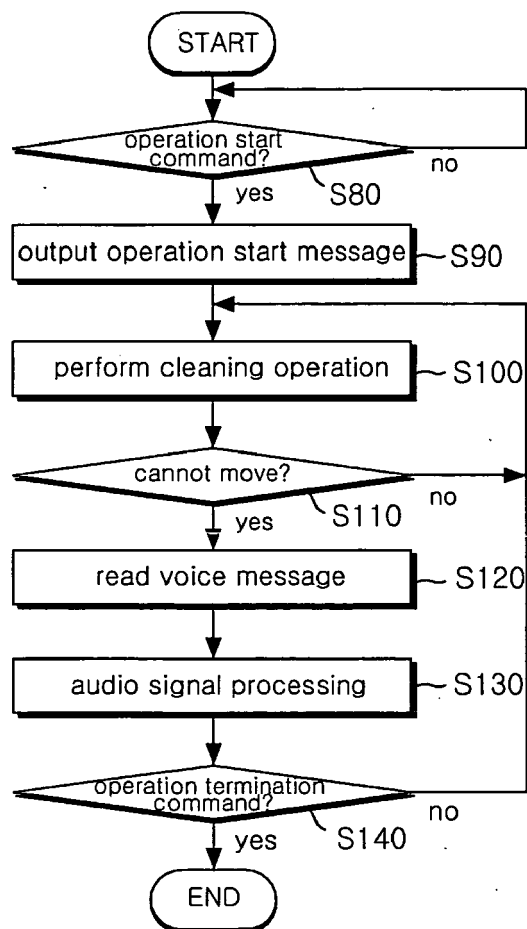 START
operation start
command?
no
yes
S80
output operation start message
S90
perform cleaning operation
S100
cannot move?
no
S110
yes
read voice message
S120
audio signal processing
S130
operation termination
command?
no
yes
S140
END